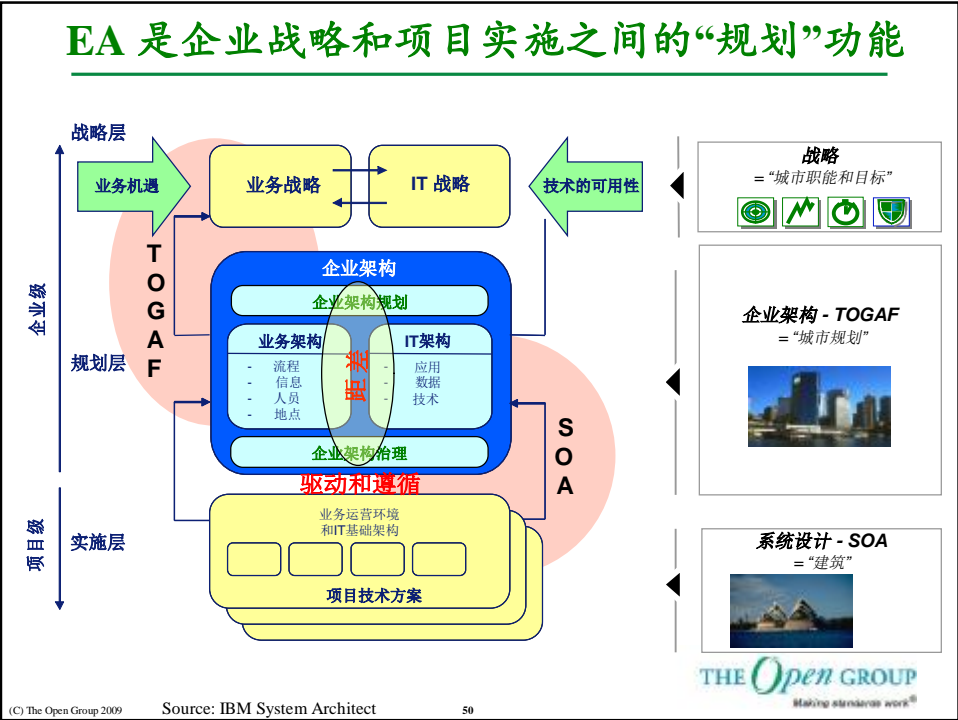 EA 是企业战略和项目实施之间的“规划”功能
战略层
业务机遇
业务战略
IT 战略
技术的可用性
战略
= “城市职能和目标”
TOGAF
企业级
规划层
企业架构
企业架构规划
业务架构
- 流程
- 信息
- 人员
- 地点
IT架构
- 应用
- 数据
- 技术
距差
企业架构治理
企业架构 - TOGAF
= “城市规划”
SOA
驱动和遵循
项目级
实施层
业务运营环境
和IT基础架构
项目技术方案
系统设计 - SOA
= “建筑”
THE Open GROUP
Making standards work®
(C) The Open Group 2009
Source: IBM System Architect
50